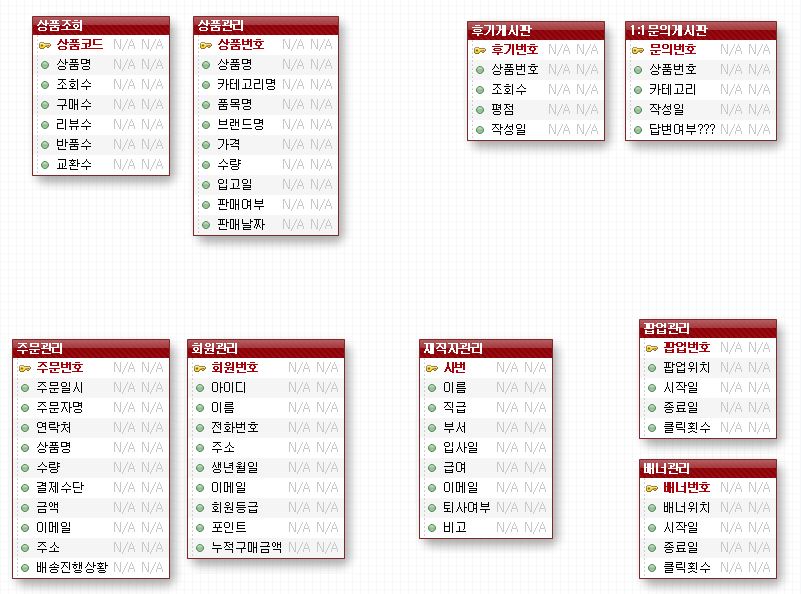 상품조회
상품코드 N/A N/A
상품명 N/A N/A
조회수 N/A N/A
구매수 N/A N/A
리뷰수 N/A N/A
반품수 N/A N/A
교환수 N/A N/A
상품관리
상품번호 N/A N/A
상품명 N/A N/A
카테고리명 N/A N/A
품목명 N/A N/A
브랜드명 N/A N/A
가격 N/A N/A
수량 N/A N/A
입고일 N/A N/A
판매여부 N/A N/A
판매날짜 N/A N/A
후기게시판
후기번호 N/A N/A
상품번호 N/A N/A
조회수 N/A N/A
평점 N/A N/A
작성일 N/A N/A
1:1문의게시판
문의번호 N/A N/A
상품번호 N/A N/A
카테고리 N/A N/A
작성일 N/A N/A
답변여부??? N/A N/A
주문관리
주문번호 N/A N/A
주문일시 N/A N/A
주문자명 N/A N/A
연락처 N/A N/A
상품명 N/A N/A
수량 N/A N/A
결제수단 N/A N/A
금액 N/A N/A
이메일 N/A N/A
주소 N/A N/A
배송진행상황 N/A N/A
회원관리
회원번호 N/A N/A
아이디 N/A N/A
이름 N/A N/A
전화번호 N/A N/A
주소 N/A N/A
생년월일 N/A N/A
이메일 N/A N/A
회원등급 N/A N/A
포인트 N/A N/A
누적구매금액 N/A N/A
재직자관리
사번 N/A N/A
이름 N/A N/A
직급 N/A N/A
부서 N/A N/A
입사일 N/A N/A
급여 N/A N/A
이메일 N/A N/A
퇴사여부 N/A N/A
비고 N/A N/A
팝업관리
팝업번호 N/A N/A
팝업위치 N/A N/A
시작일 N/A N/A
종료일 N/A N/A
클릭횟수 N/A N/A
배너관리
배너번호 N/A N/A
배너위치 N/A N/A
시작일 N/A N/A
종료일 N/A N/A
클릭횟수 N/A N/A